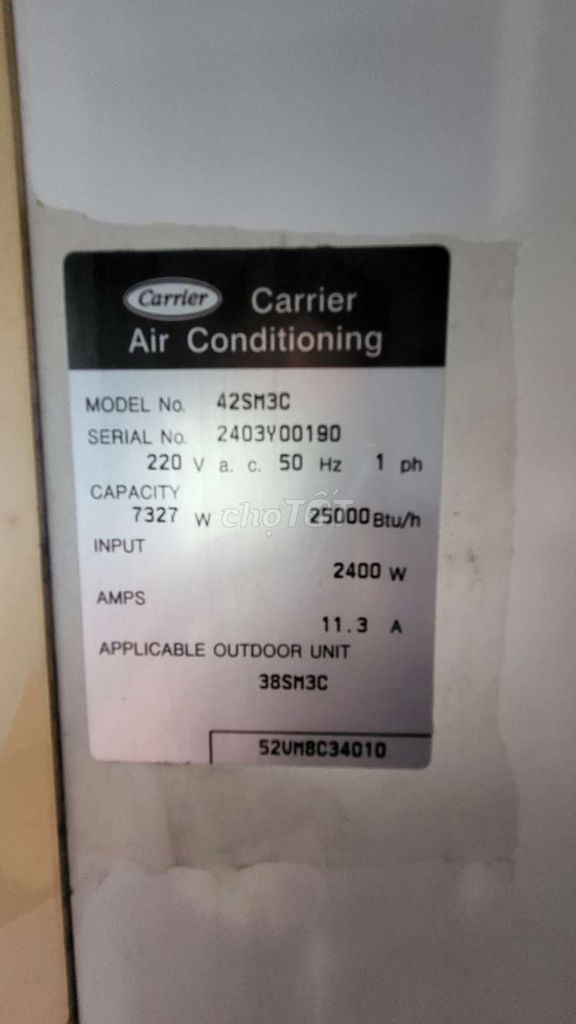 Carrier Carrier
Air Conditioning
MODEL No. 42SM3C
SERIAL No. 2403Y00190
220 V a. c. 50 Hz 1 ph
CAPACITY
7327 W 25000 Btu/h
chợTỐT
INPUT
2400 W
AMPS
11.3 A
APPLICABLE OUTDOOR UNIT
38SM3C
52VM8C34010